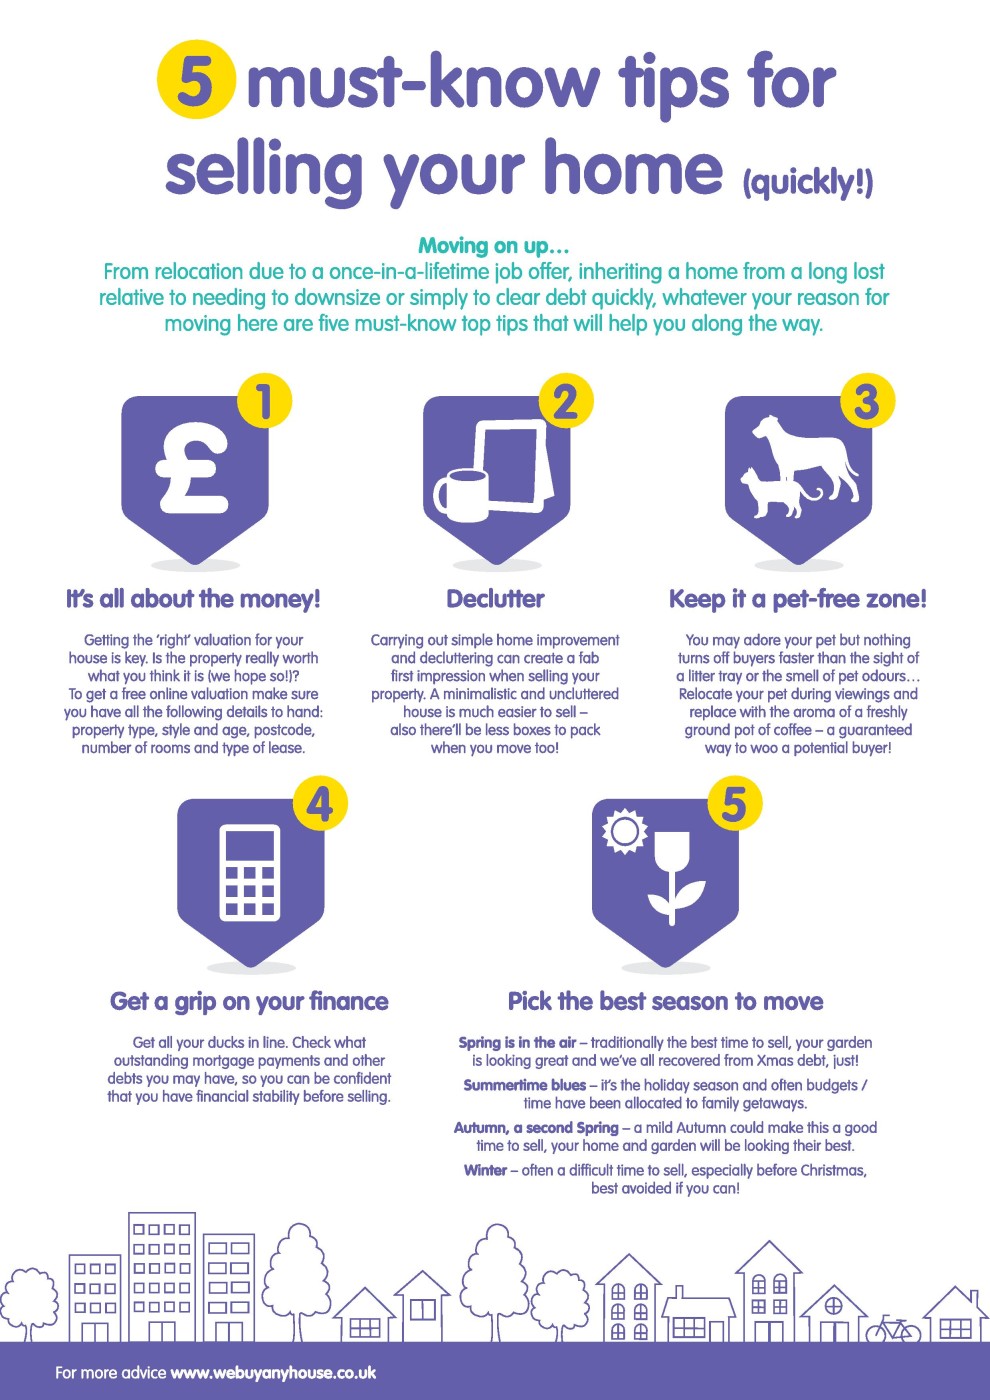 5 must-know tips for
selling your home (quickly!)
Moving on up...
From relocation due to a once-in-a-lifetime job offer, inheriting a home from a long lost
relative to needing to downsize or simply to clear debt quickly, whatever your reason for
moving here are five must-know top tips that will help you along the way.
1
£
It's all about the money!
Getting the 'right' valuation for your
house is key. Is the property really worth
what you think it is (we hope so!)?
To get a free online valuation make sure
you have all the following details to hand:
property type, style and age, postcode,
number of rooms and type of lease.
2
Declutter
Carrying out simple home improvement
and decluttering can create a fab
first impression when selling your
property. A minimalistic and uncluttered
house is much easier to sell –
also there'll be less boxes to pack
when you move too!
3
Keep it a pet-free zone!
You may adore your pet but nothing
turns off buyers faster than the sight of
a litter tray or the smell of pet odours...
Relocate your pet during viewings and
replace with the aroma of a freshly
ground pot of coffee – a guaranteed
way to woo a potential buyer!
4
Get a grip on your finance
Get all your ducks in line. Check what
outstanding mortgage payments and other
debts you may have, so you can be confident
that you have financial stability before selling.
5
Pick the best season to move
Spring is in the air – traditionally the best time to sell, your garden
is looking great and we've all recovered from Xmas debt, just!
Summertime blues – it's the holiday season and often budgets /
time have been allocated to family getaways.
Autumn, a second Spring – a mild Autumn could make this a good
time to sell, your home and garden will be looking their best.
Winter – often a difficult time to sell, especially before Christmas,
best avoided if you can!
For more advice www.webuyanyhouse.co.uk